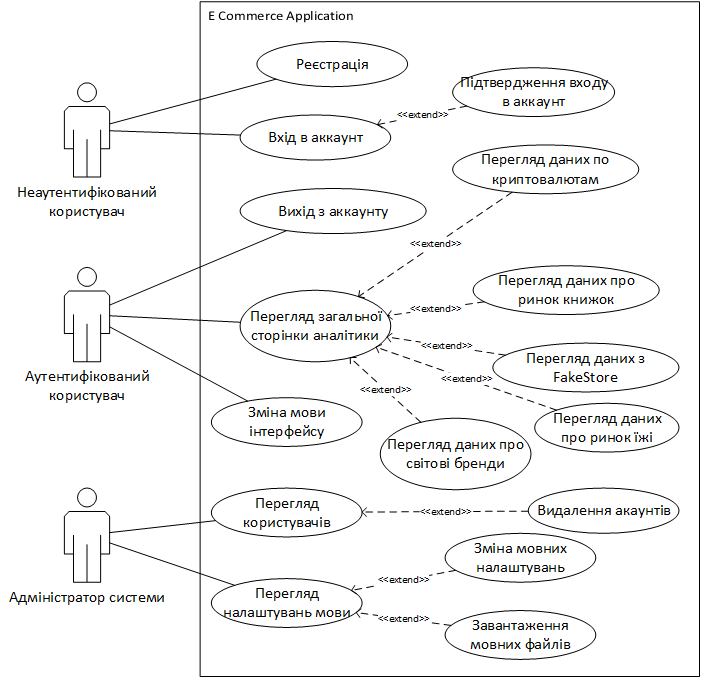 E Commerce Application
Реєстрація
Підтвердження входу
в аккаунт
<<extend>>
Вхід в аккаунт
Неаутентифікований
користувач
Перегляд даних по
криптовалютам
Вихід з аккаунту
<<extend>>
Перегляд даних про
ринок книжок
<<extend>>
Перегляд загальної
сторінки аналітики
<<extend>>
Перегляд даних з
FakeStore
<<extend>>
Аутентифікований
користувач
<<extend>>
Зміна мови
інтерфейсу
Перегляд даних
про ринок їжі
Перегляд даних про
світові бренди
Перегляд
користувачів
<<extend>>
Видалення акаунтів
Зміна мовних
налаштувань
<<extend>>
Адміністратор системи
Перегляд
налаштувань мови
<<extend>>
Завантаження
мовних файлів